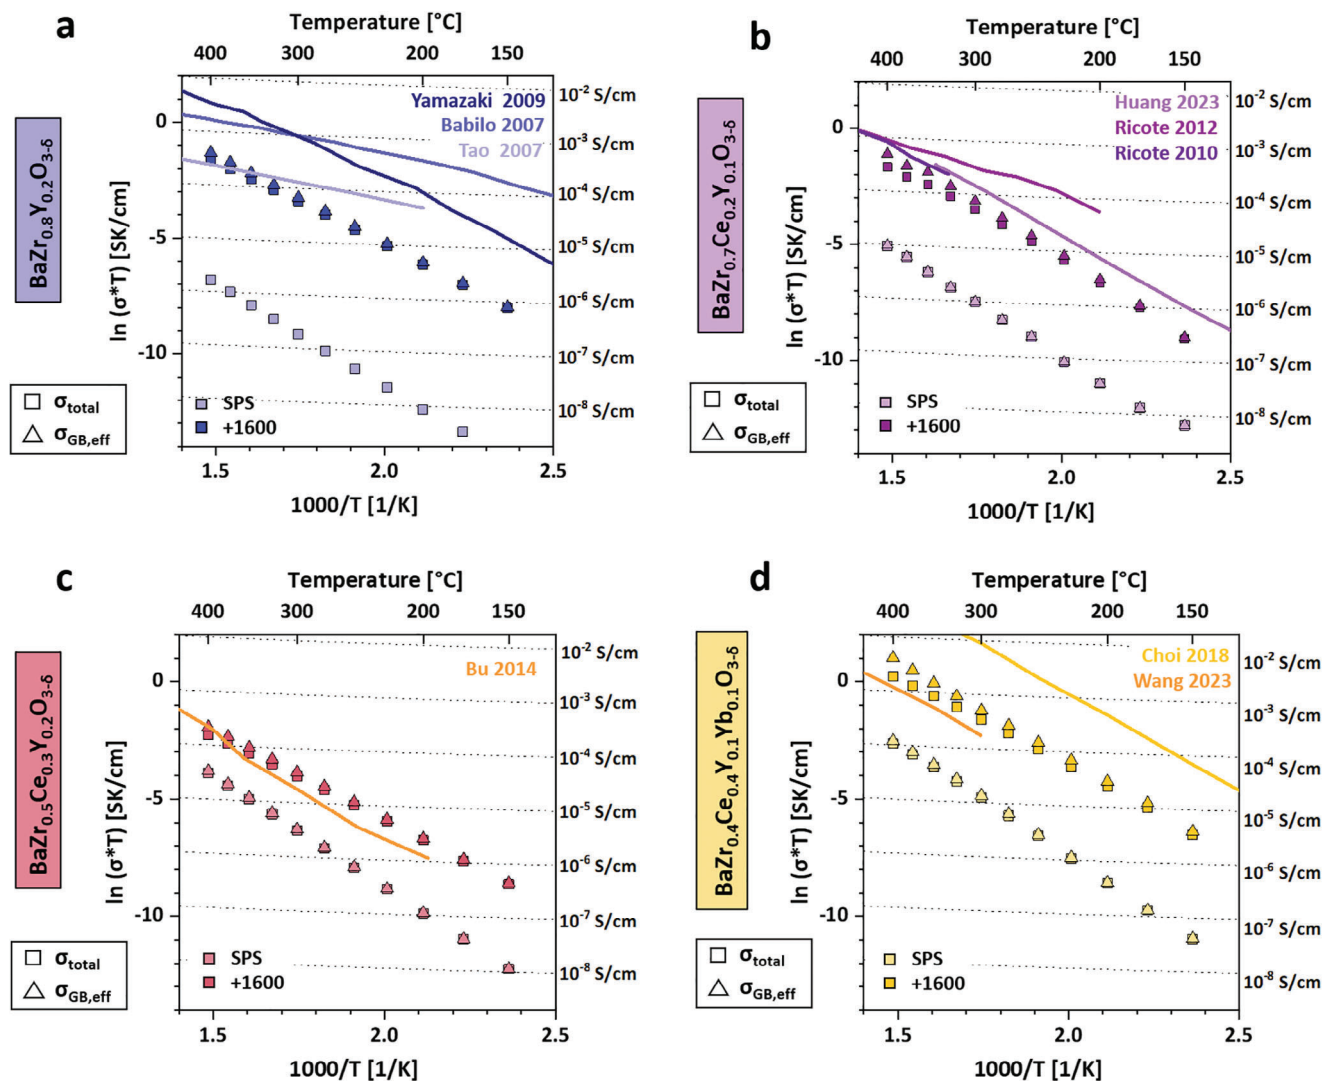 a
Temperature [°C]
400 300 200 150
BaZr0.8Y0.2O3-δ
ln (σ*T) [SK/cm]
0
-5
-10
Yamazaki 2009
Babilo 2007
Tao 2007
10-2 S/cm
10-3 S/cm
10-4 S/cm
10-5 S/cm
10-6 S/cm
10-7 S/cm
10-8 S/cm
σtotal
σGB,eff
SPS
+1600
1.5 2.0 2.5
1000/T [1/K]
b
Temperature [°C]
400 300 200 150
BaZr0.7Ce0.2Y0.1O3-δ
ln (σ*T) [SK/cm]
0
-5
-10
Huang 2023
Ricote 2012
Ricote 2010
10-2 S/cm
10-3 S/cm
10-4 S/cm
10-5 S/cm
10-6 S/cm
10-7 S/cm
10-8 S/cm
σtotal
σGB,eff
SPS
+1600
1.5 2.0 2.5
1000/T [1/K]
c
Temperature [°C]
400 300 200 150
BaZr0.5Ce0.3Y0.2O3-δ
ln (σ*T) [SK/cm]
0
-5
-10
Bu 2014
10-2 S/cm
10-3 S/cm
10-4 S/cm
10-5 S/cm
10-6 S/cm
10-7 S/cm
10-8 S/cm
σtotal
σGB,eff
SPS
+1600
1.5 2.0 2.5
1000/T [1/K]
d
Temperature [°C]
400 300 200 150
BaZr0.4Ce0.4Y0.1Yb0.1O3-δ
ln (σ*T) [SK/cm]
0
-5
-10
Choi 2018
Wang 2023
10-2 S/cm
10-3 S/cm
10-4 S/cm
10-5 S/cm
10-6 S/cm
10-7 S/cm
10-8 S/cm
σtotal
σGB,eff
SPS
+1600
1.5 2.0 2.5
1000/T [1/K]